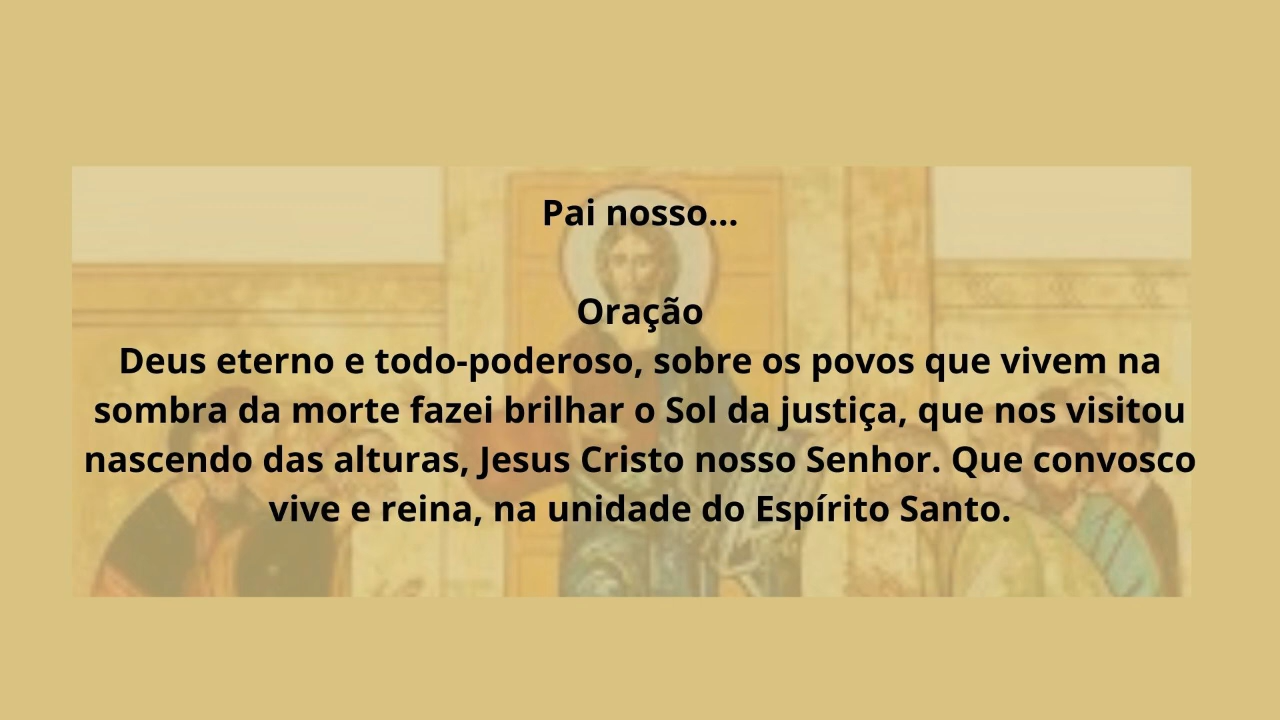 Pai nosso...
Oração
Deus eterno e todo-poderoso, sobre os povos que vivem na
sombra da morte fazei brilhar o Sol da justiça, que nos visitou
nascendo das alturas, Jesus Cristo nosso Senhor. Que convosco
vive e reina, na unidade do Espírito Santo.